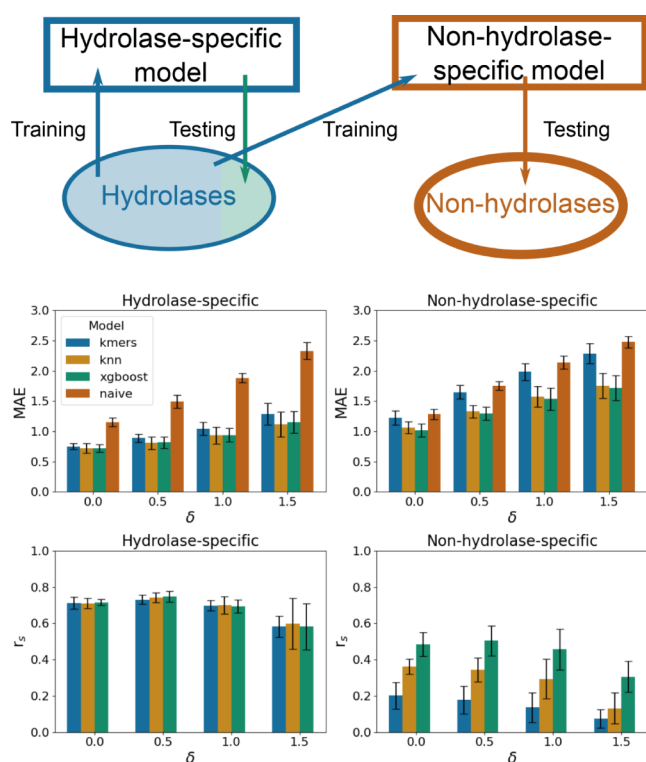 Hydrolase-specific
model
Non-hydrolase-
specific model
Training
Testing
Training
Testing
Hydrolases
Non-hydrolases
Hydrolase-specific
Non-hydrolase-specific
MAE
3.0
2.5
2.0
1.5
1.0
0.5
0.0
Model
kmers
knn
xgboost
naive
0.0 0.5 1.0 1.5
δ
MAE
3.0
2.5
2.0
1.5
1.0
0.5
0.0
0.0 0.5 1.0 1.5
δ
Hydrolase-specific
Non-hydrolase-specific
rₛ
1.0
0.8
0.6
0.4
0.2
0.0
0.0 0.5 1.0 1.5
δ
rₛ
1.0
0.8
0.6
0.4
0.2
0.0
0.0 0.5 1.0 1.5
δ